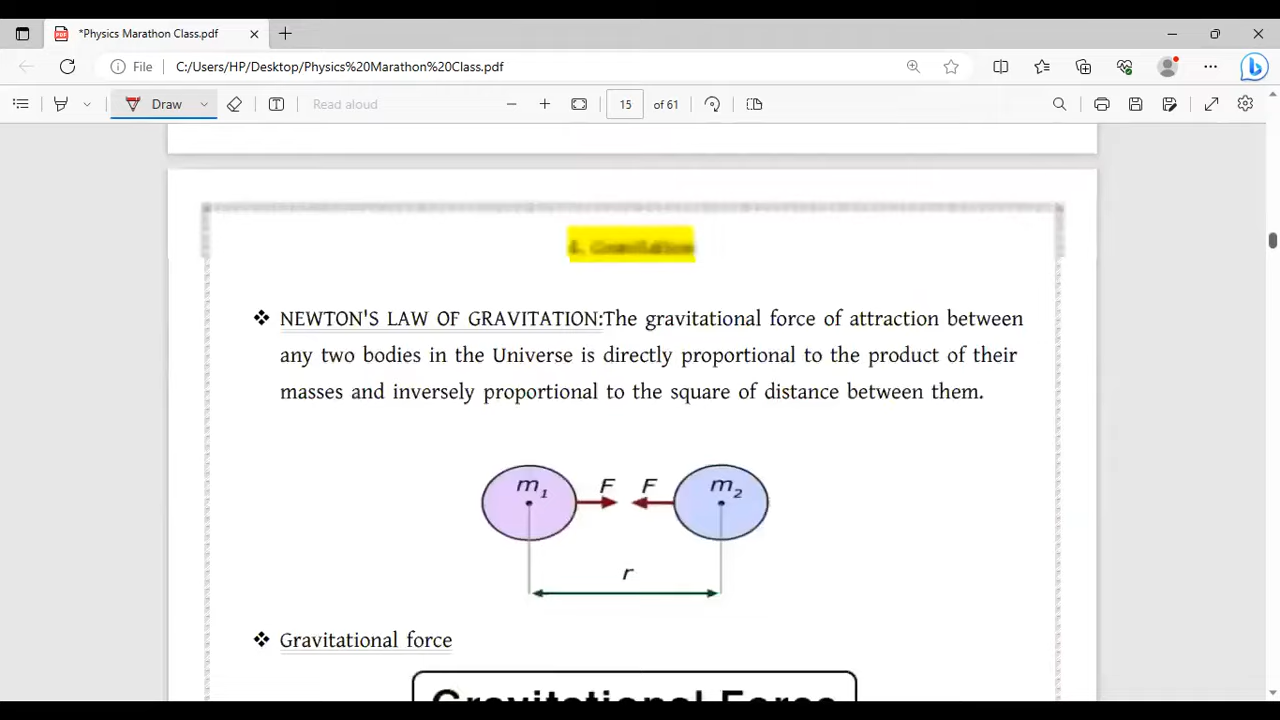 *Physics Marathon Class.pdf
File C:/Users/HP/Desktop/Physics%20Marathon%20Class.pdf
Draw Read aloud 15 of 61
Gravitation
❖ NEWTON'S LAW OF GRAVITATION:The gravitational force of attraction between
any two bodies in the Universe is directly proportional to the product of their
masses and inversely proportional to the square of distance between them.
m₁ F F m₂
r
❖ Gravitational force
Gravitational Force